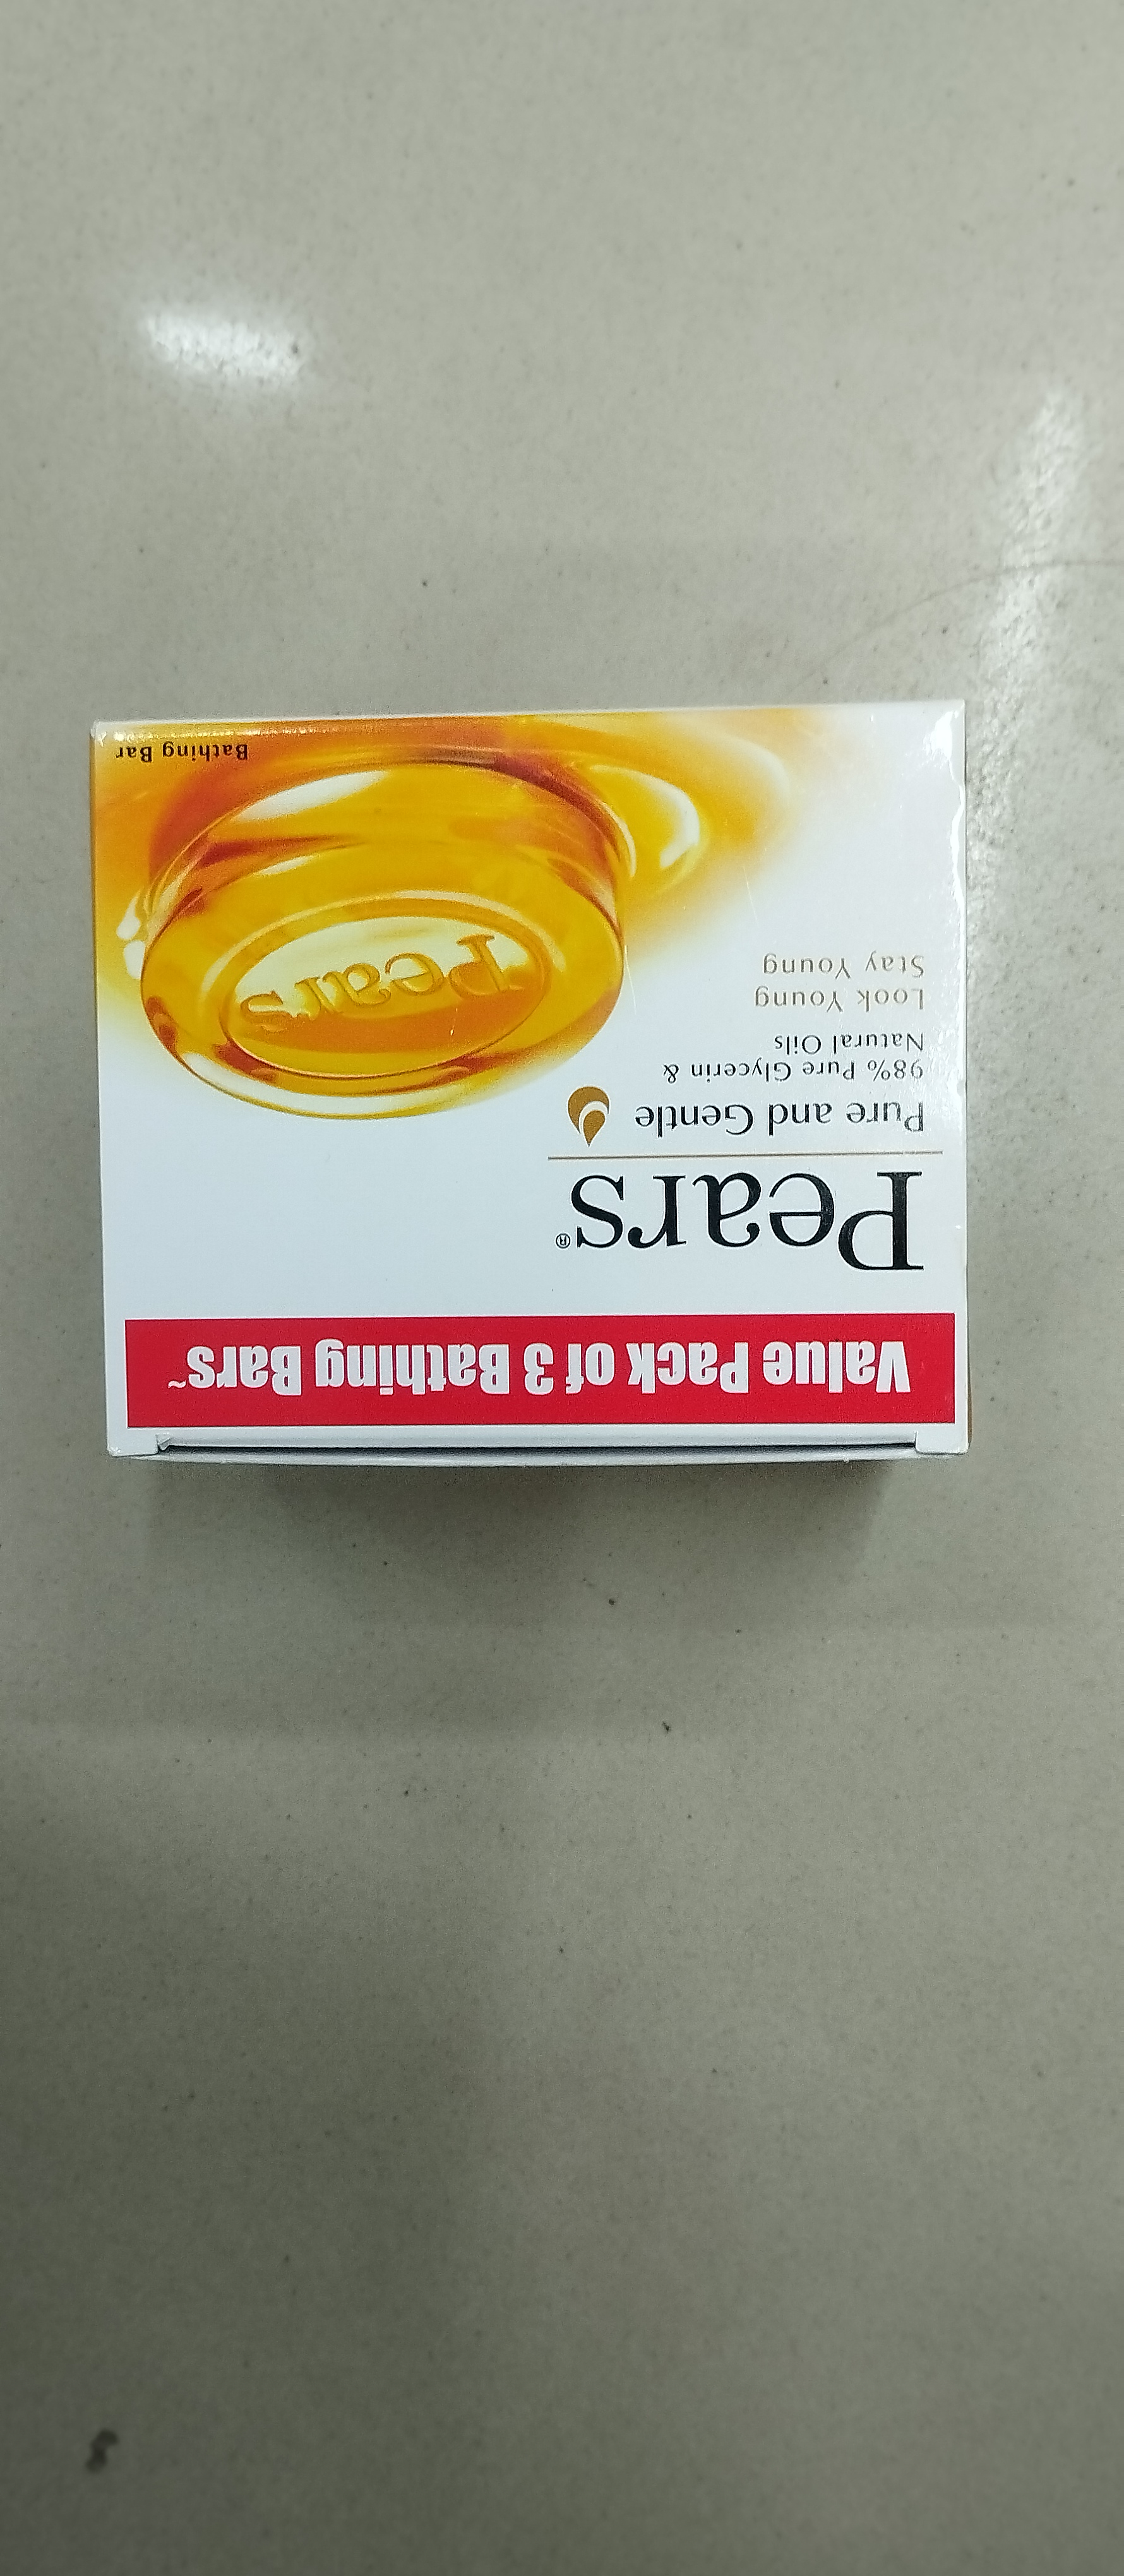 Value Pack of 3 Bathing Bars~
Pears®
Pure and Gentle
98% Pure Glycerin &
Natural Oils
Look Young
Stay Young
Pears
Bathing Bar